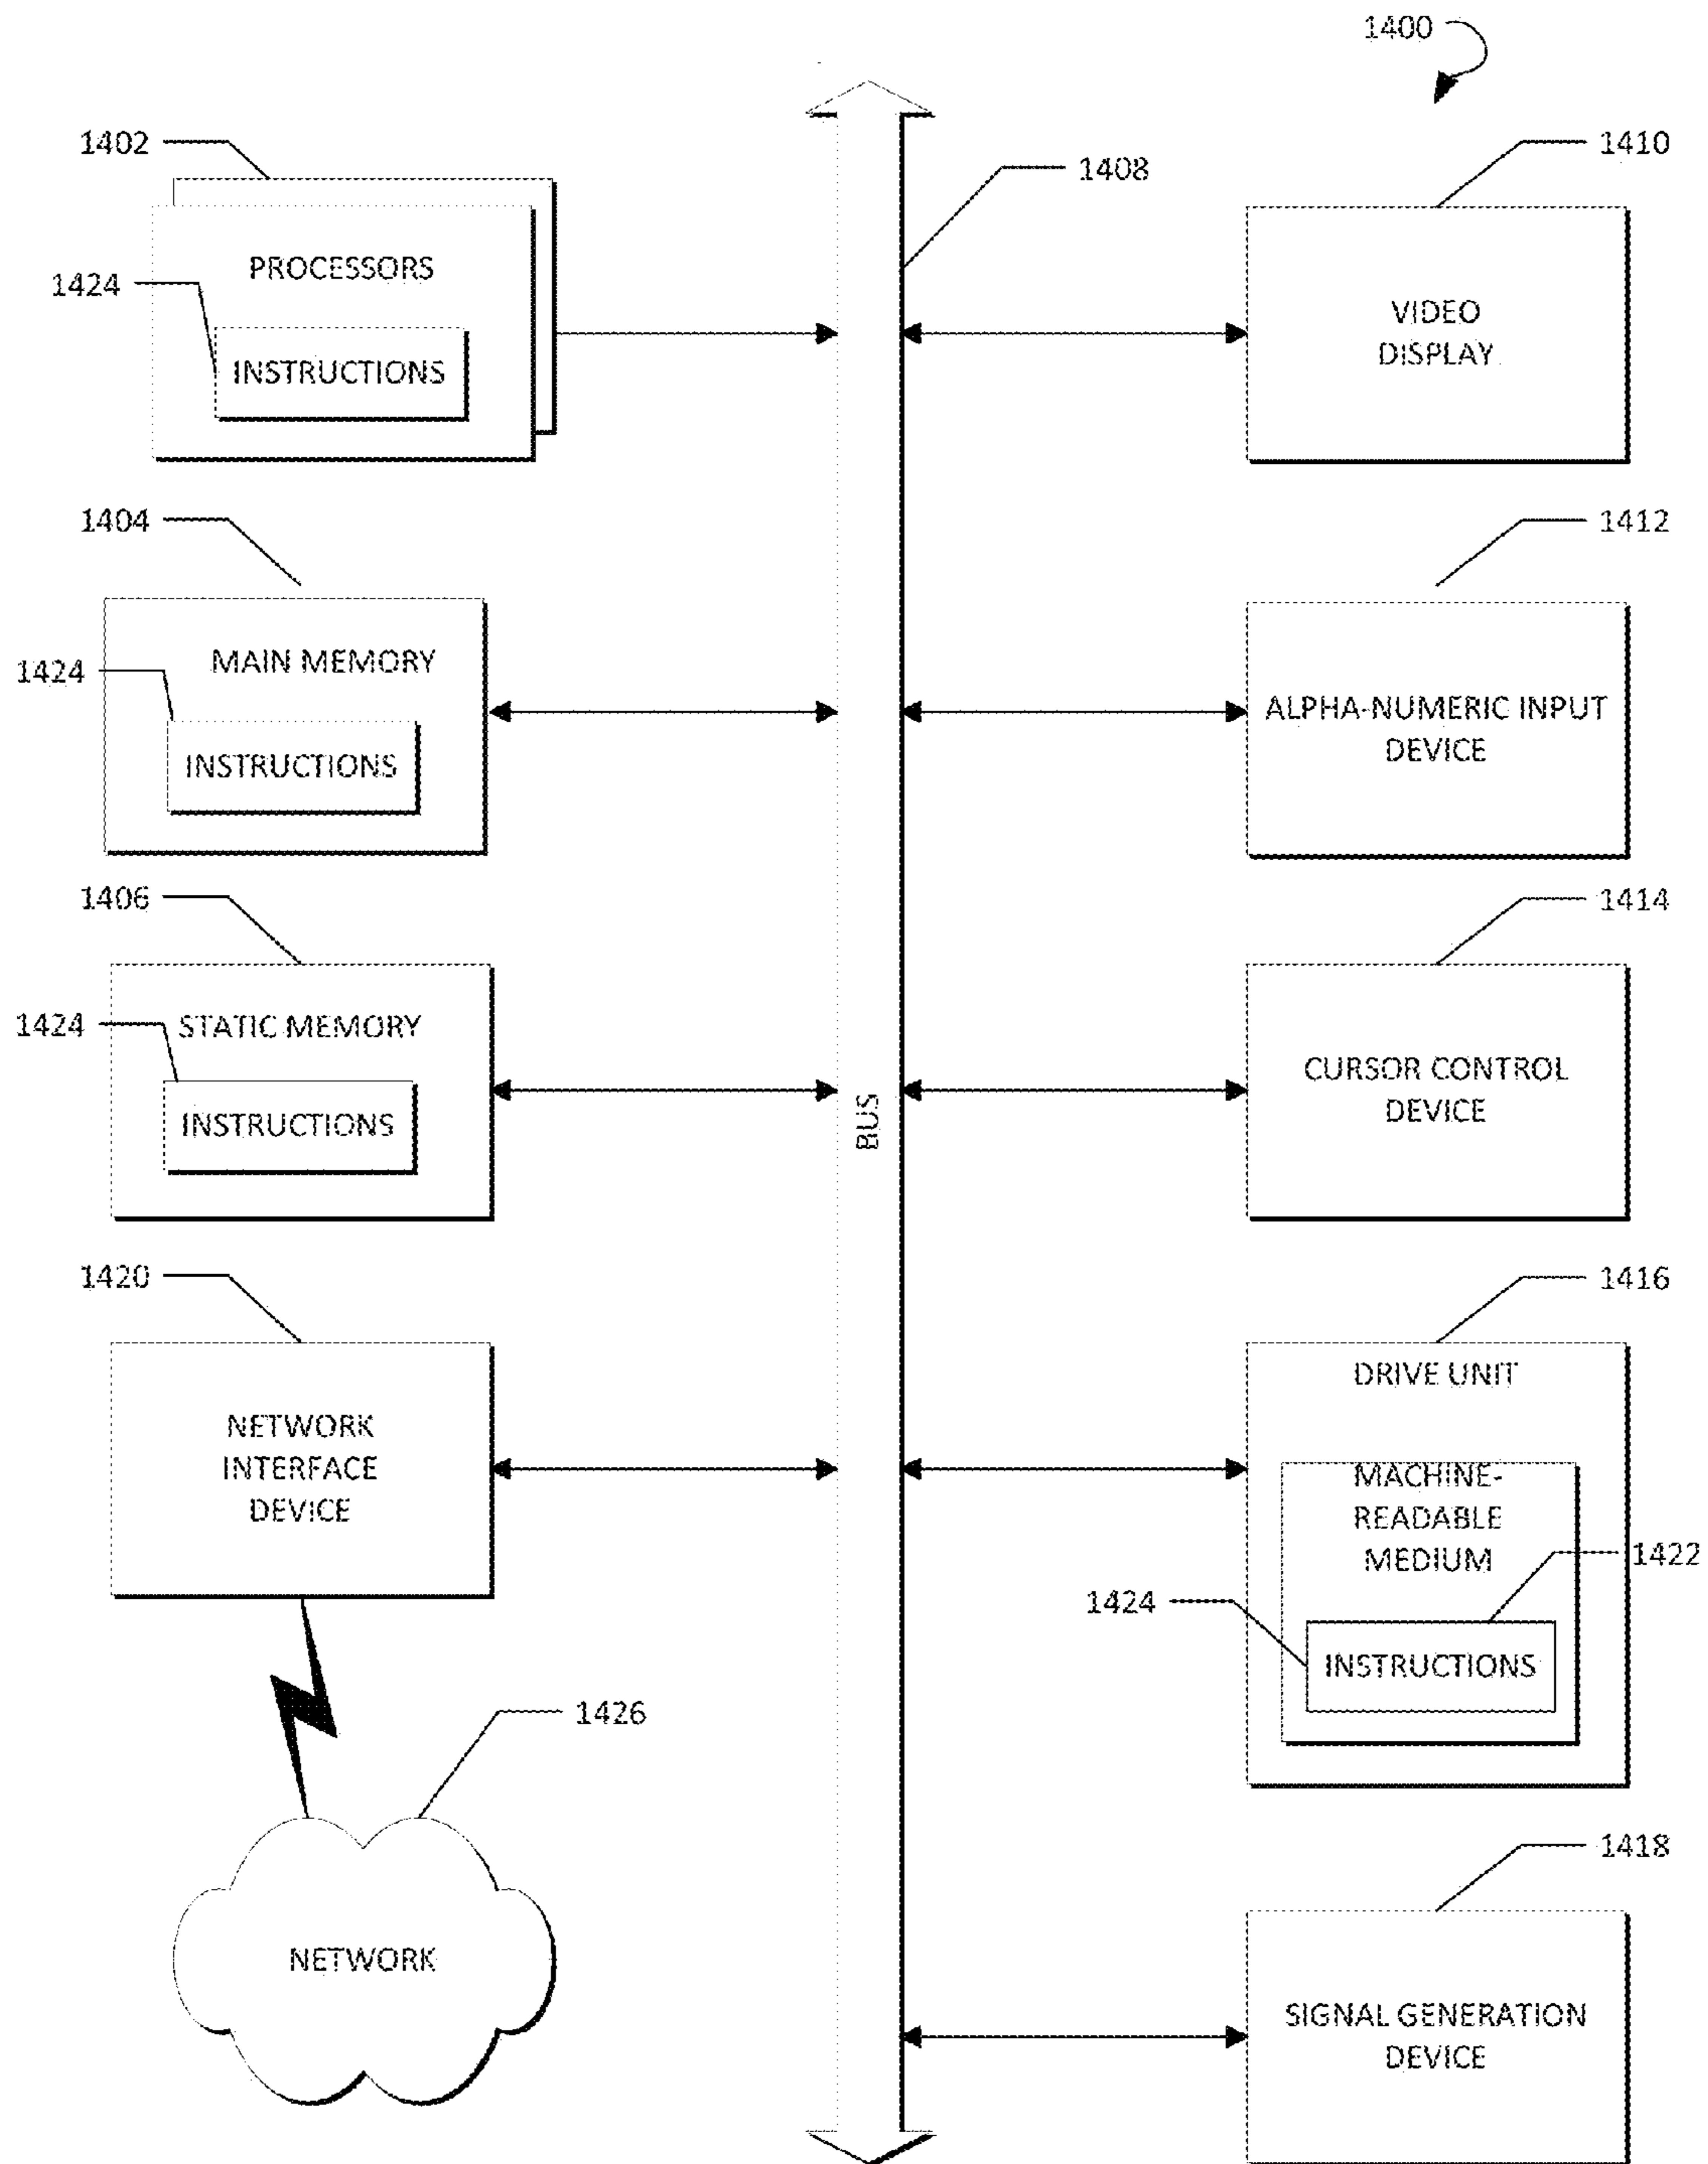 1400
1402
PROCESSORS
1424
INSTRUCTIONS
1408
1410
VIDEO
DISPLAY
1404
MAIN MEMORY
1424
INSTRUCTIONS
1412
ALPHA-NUMERIC INPUT
DEVICE
1406
STATIC MEMORY
1424
INSTRUCTIONS
BUS
1414
CURSOR CONTROL
DEVICE
1420
NETWORK
INTERFACE
DEVICE
1416
DRIVE UNIT
MACHINE-
READABLE
MEDIUM
1422
1424
INSTRUCTIONS
1426
NETWORK
1418
SIGNAL GENERATION
DEVICE